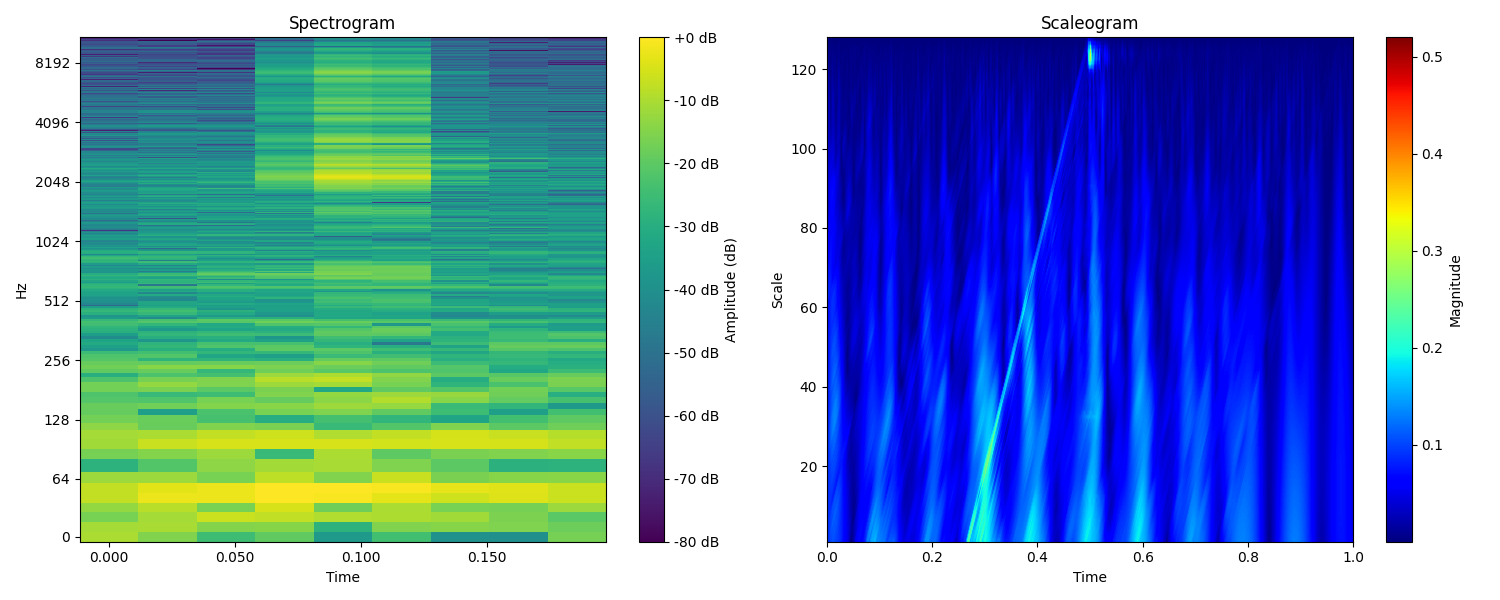 Spectrogram
Hz
8192
4096
2048
1024
512
256
128
64
0
0.000
0.050
0.100
0.150
Time
+0 dB
-10 dB
-20 dB
-30 dB
-40 dB
-50 dB
-60 dB
-70 dB
-80 dB
Amplitude (dB)
Scaleogram
Scale
120
100
80
60
40
20
0.0
0.2
0.4
0.6
0.8
1.0
Time
0.5
0.4
0.3
0.2
0.1
Magnitude